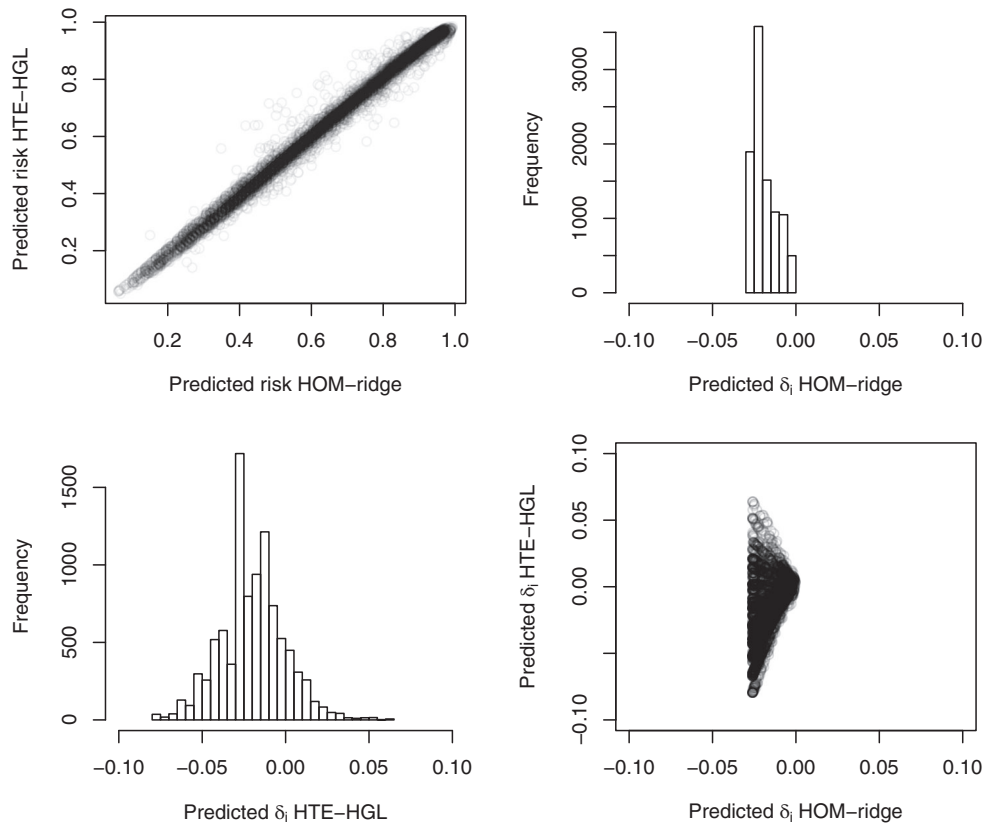 Predicted risk HTE−HGL
1.0
0.8
0.6
0.4
0.2
0.2 0.4 0.6 0.8 1.0
Predicted risk HOM−ridge
Frequency
3000
2000
1000
0
−0.10 −0.05 0.00 0.05 0.10
Predicted δi HOM−ridge
Frequency
1500
1000
500
0
−0.10 −0.05 0.00 0.05 0.10
Predicted δi HTE−HGL
Predicted δi HTE−HGL
0.10
0.05
0.00
−0.10
−0.10 −0.05 0.00 0.05 0.10
Predicted δi HOM−ridge